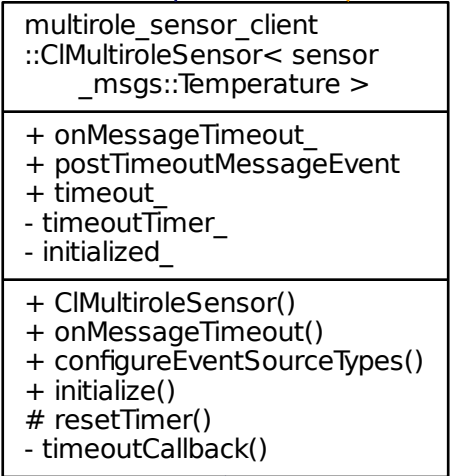 multirole_sensor_client
::ClMultiroleSensor< sensor
_msgs::Temperature >
+ onMessageTimeout_
+ postTimeoutMessageEvent
+ timeout_
- timeoutTimer_
- initialized_
+ ClMultiroleSensor()
+ onMessageTimeout()
+ configureEventSourceTypes()
+ initialize()
# resetTimer()
- timeoutCallback()